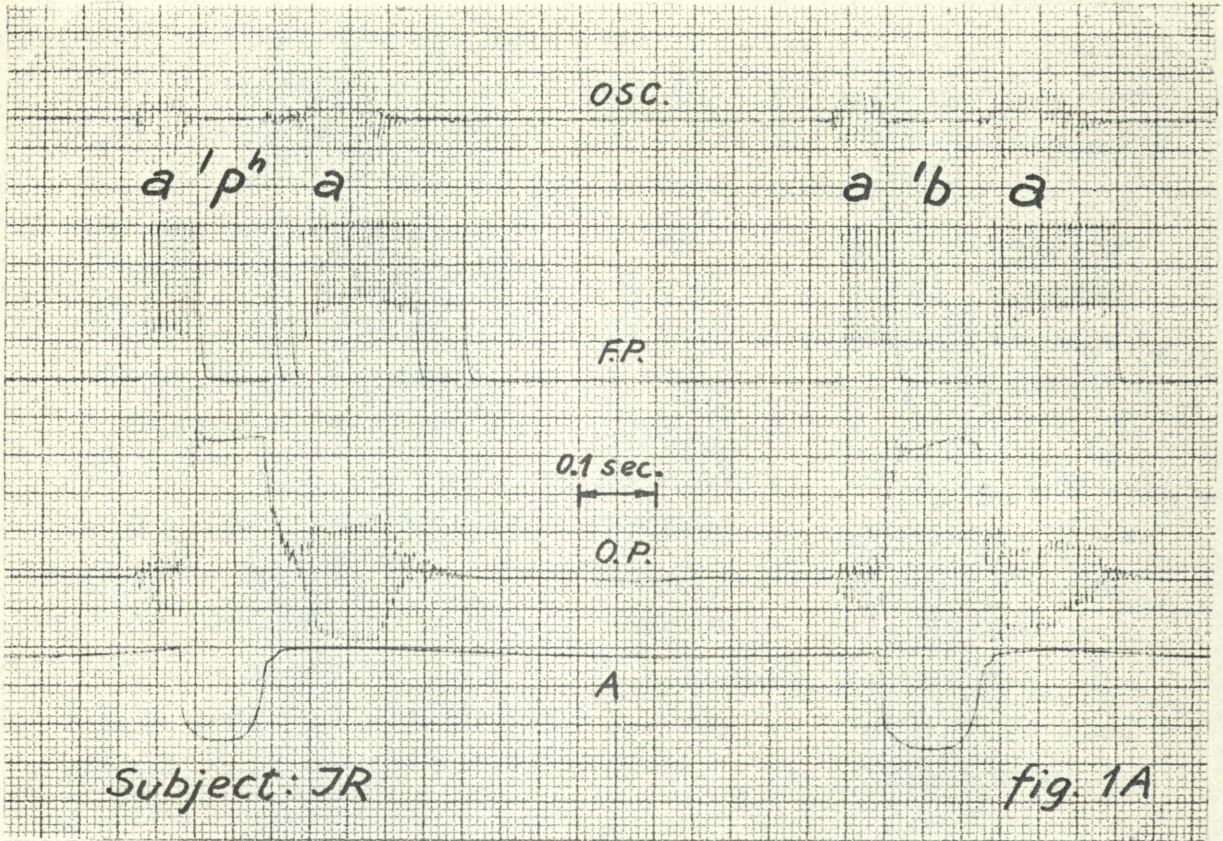 OSC.
a 'pʰ a
a 'b a
F.P.
0.1 sec.
O.P.
A
Subject: JR
fig. 1A